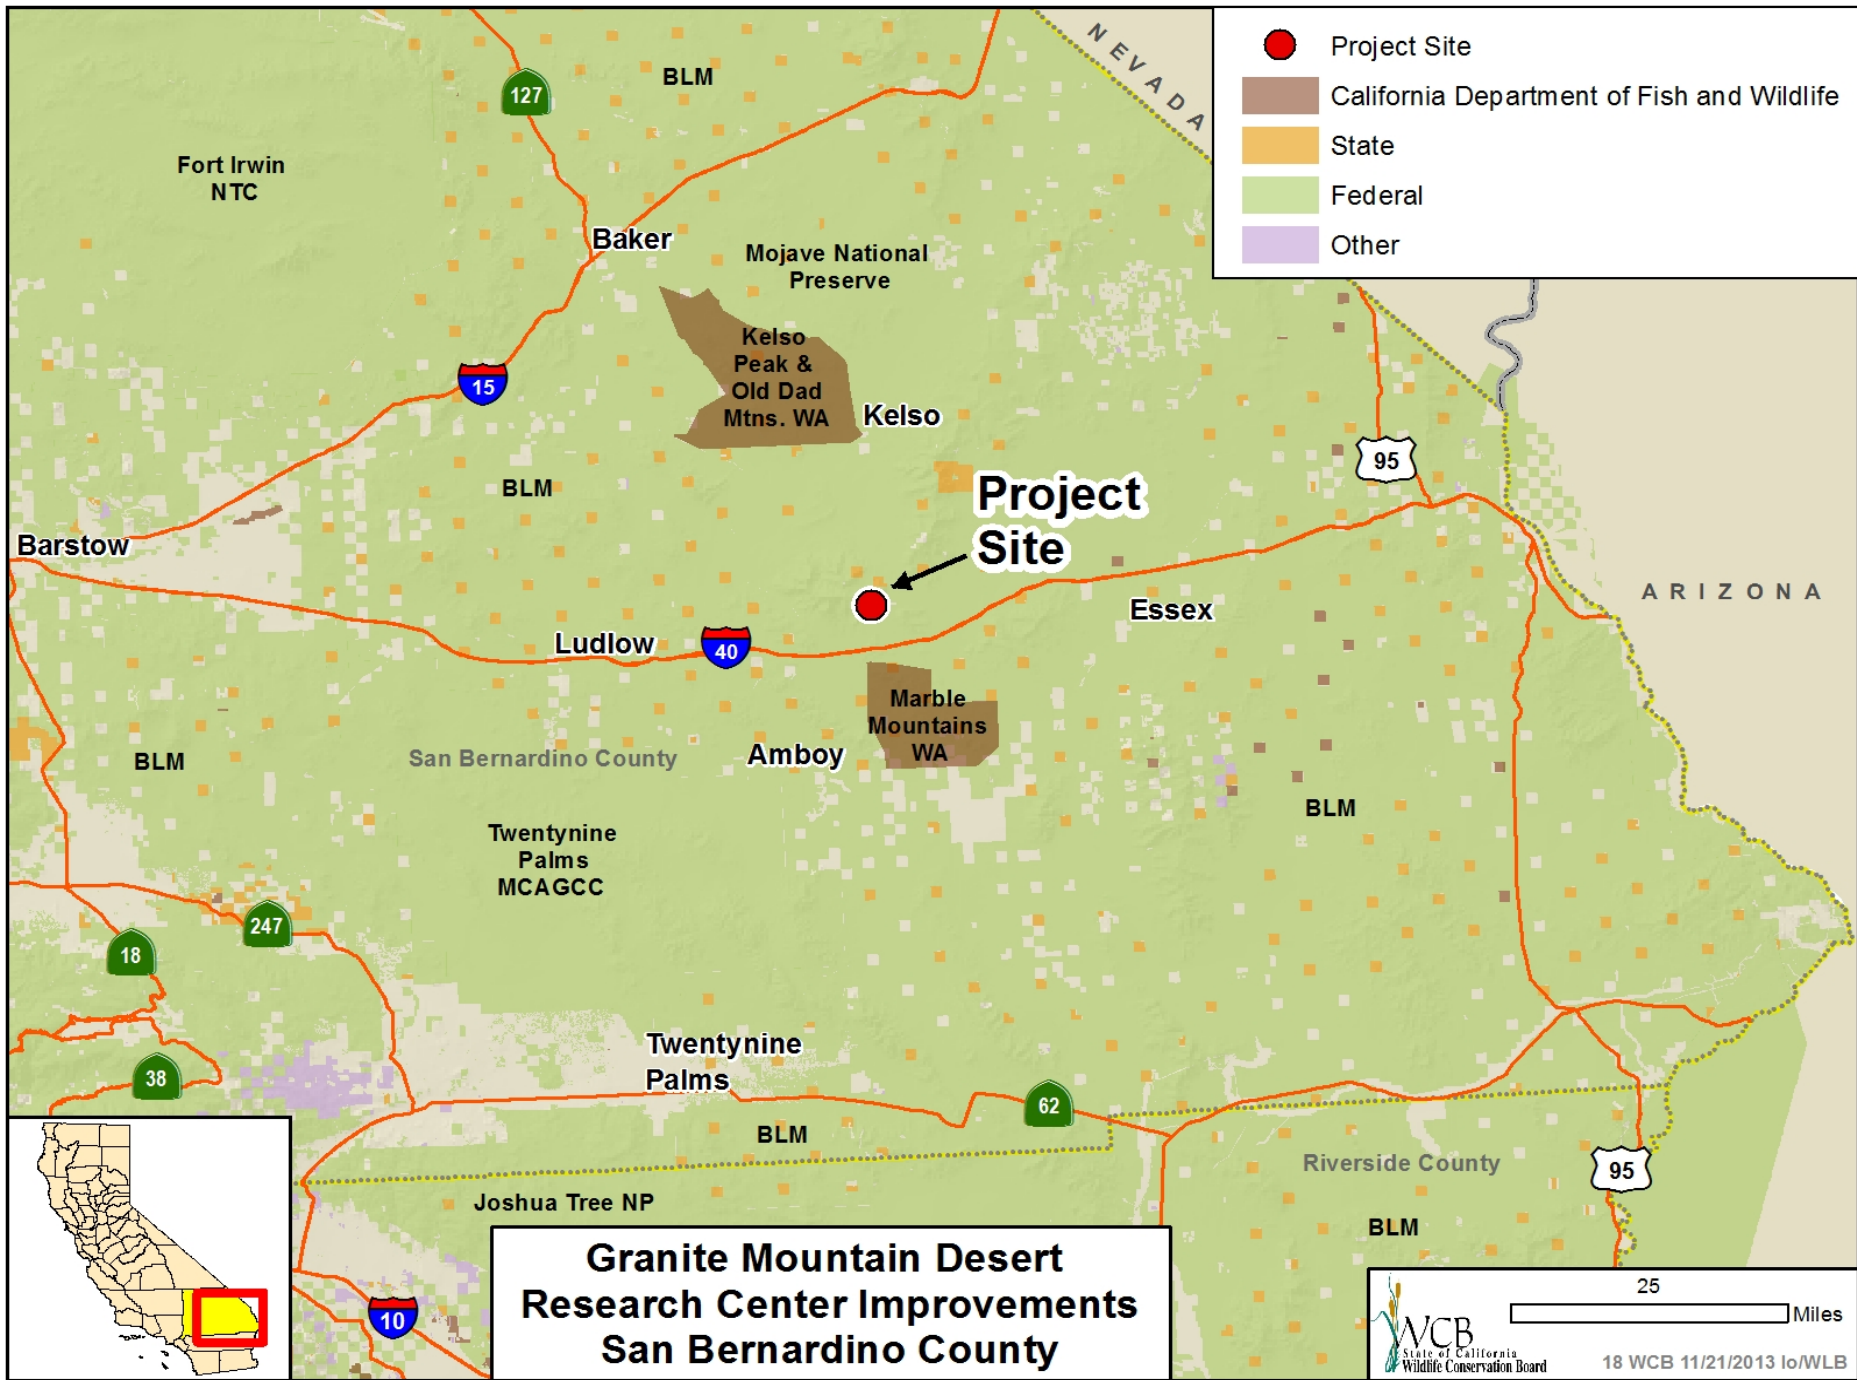 NEVADA
Project Site
California Department of Fish and Wildlife
State
Federal
Other
127
BLM
Fort Irwin
NTC
Baker
Mojave National
Preserve
Kelso
Peak &
Old Dad
Mtns. WA
Kelso
15
95
BLM
Project
Site
Barstow
ARIZONA
Essex
Ludlow
40
Marble
Mountains
WA
Amboy
San Bernardino County
BLM
BLM
Twentynine
Palms
MCAGCC
247
18
Twentynine
Palms
38
62
BLM
Riverside County
95
Joshua Tree NP
BLM
Granite Mountain Desert
Research Center Improvements
San Bernardino County
10
25
Miles
WCB
State of California
Wildlife Conservation Board
18 WCB 11/21/2013 lo/WLB